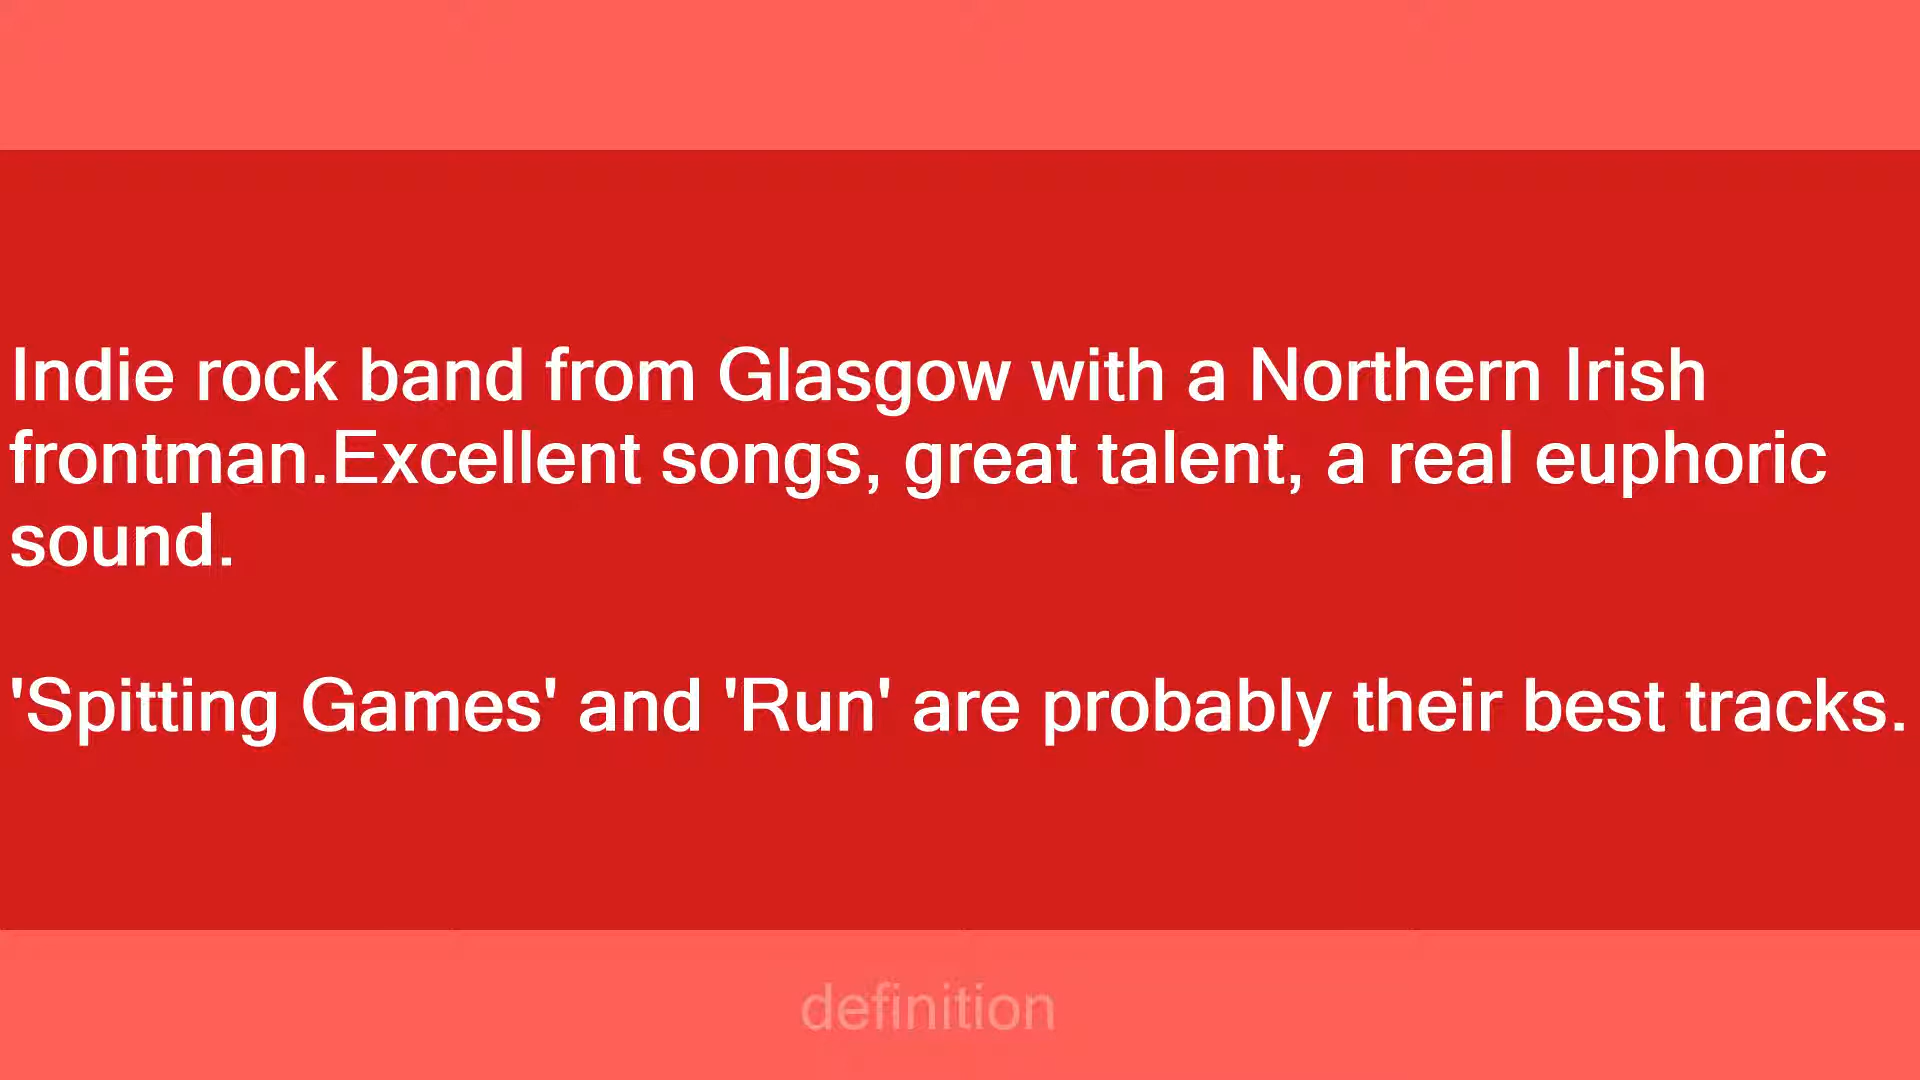 Indie rock band from Glasgow with a Northern Irish
frontman.Excellent songs, great talent, a real euphoric
sound.
'Spitting Games' and 'Run' are probably their best tracks.
definition